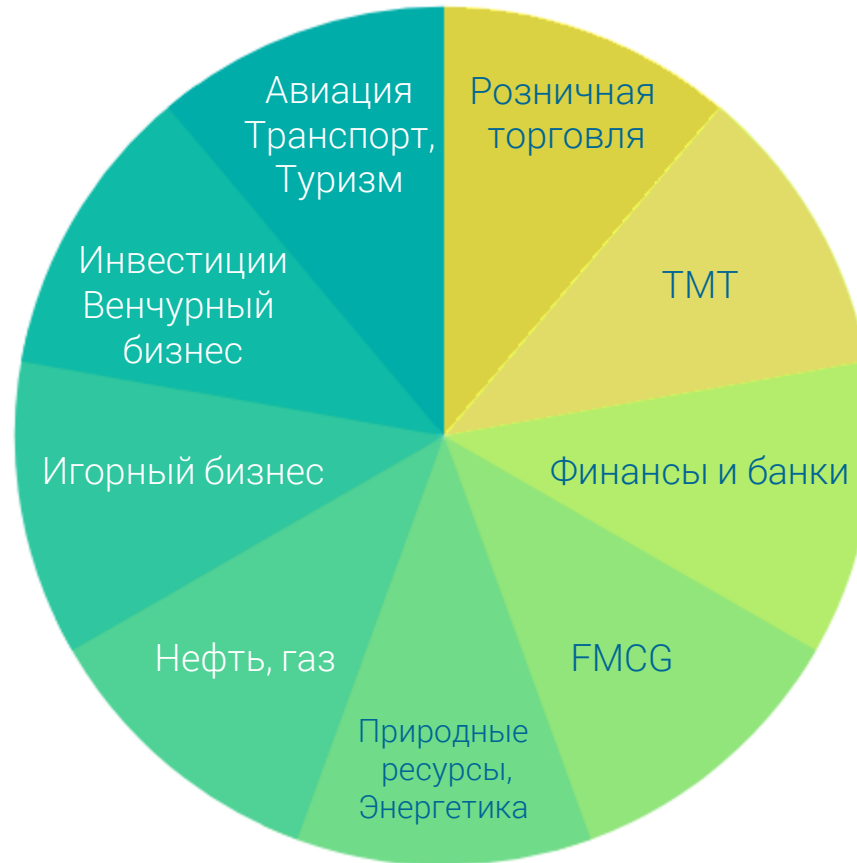 Авиация
Транспорт,
Туризм
Розничная
торговля
ТМТ
Инвестиции
Венчурный
бизнес
Игорный бизнес
Финансы и банки
Нефть, газ
FMCG
Природные
ресурсы,
Энергетика